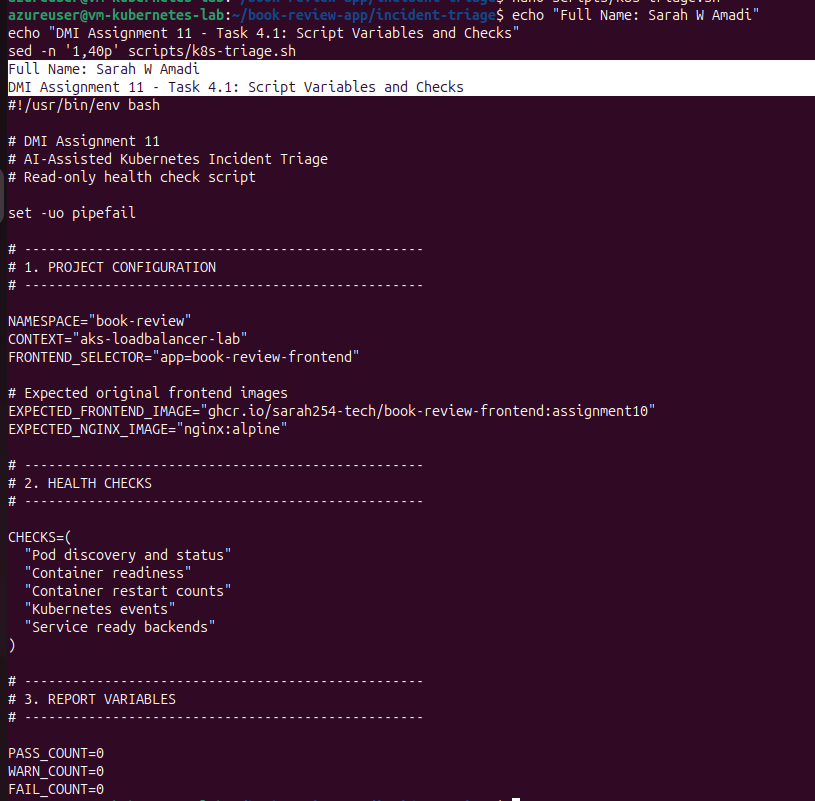 azureuser@vm-kubernetes-lab:~/book-review-app/incident-triage$ echo "Full Name: Sarah W Amadi"
echo "DMI Assignment 11 - Task 4.1: Script Variables and Checks"
sed -n '1,40p' scripts/k8s-triage.sh
Full Name: Sarah W Amadi
DMI Assignment 11 - Task 4.1: Script Variables and Checks
#!/usr/bin/env bash
# DMI Assignment 11
# AI-Assisted Kubernetes Incident Triage
# Read-only health check script
set -uo pipefail
# --------------------------------------------------
# 1. PROJECT CONFIGURATION
# --------------------------------------------------
NAMESPACE="book-review"
CONTEXT="aks-loadbalancer-lab"
FRONTEND_SELECTOR="app=book-review-frontend"
# Expected original frontend images
EXPECTED_FRONTEND_IMAGE="ghcr.io/sarah254-tech/book-review-frontend:assignment10"
EXPECTED_NGINX_IMAGE="nginx:alpine"
# --------------------------------------------------
# 2. HEALTH CHECKS
# --------------------------------------------------
CHECKS=(
"Pod discovery and status"
"Container readiness"
"Container restart counts"
"Kubernetes events"
"Service ready backends"
)
# --------------------------------------------------
# 3. REPORT VARIABLES
# --------------------------------------------------
PASS_COUNT=0
WARN_COUNT=0
FAIL_COUNT=0